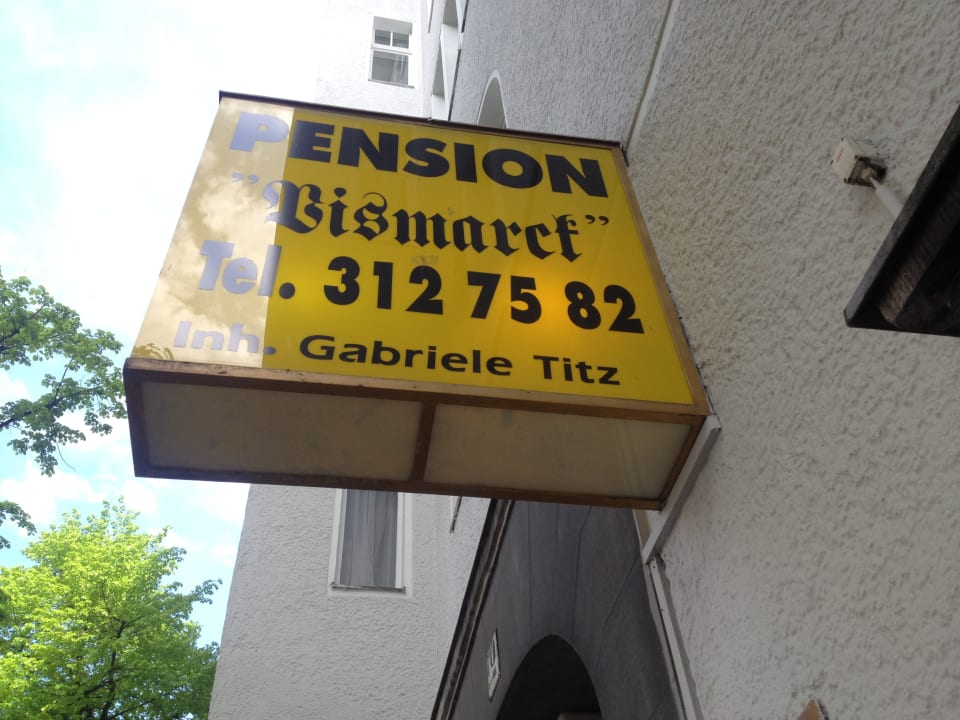 PENSION
”Bismarck”
Tel. 312 75 82
Inh. Gabriele Titz